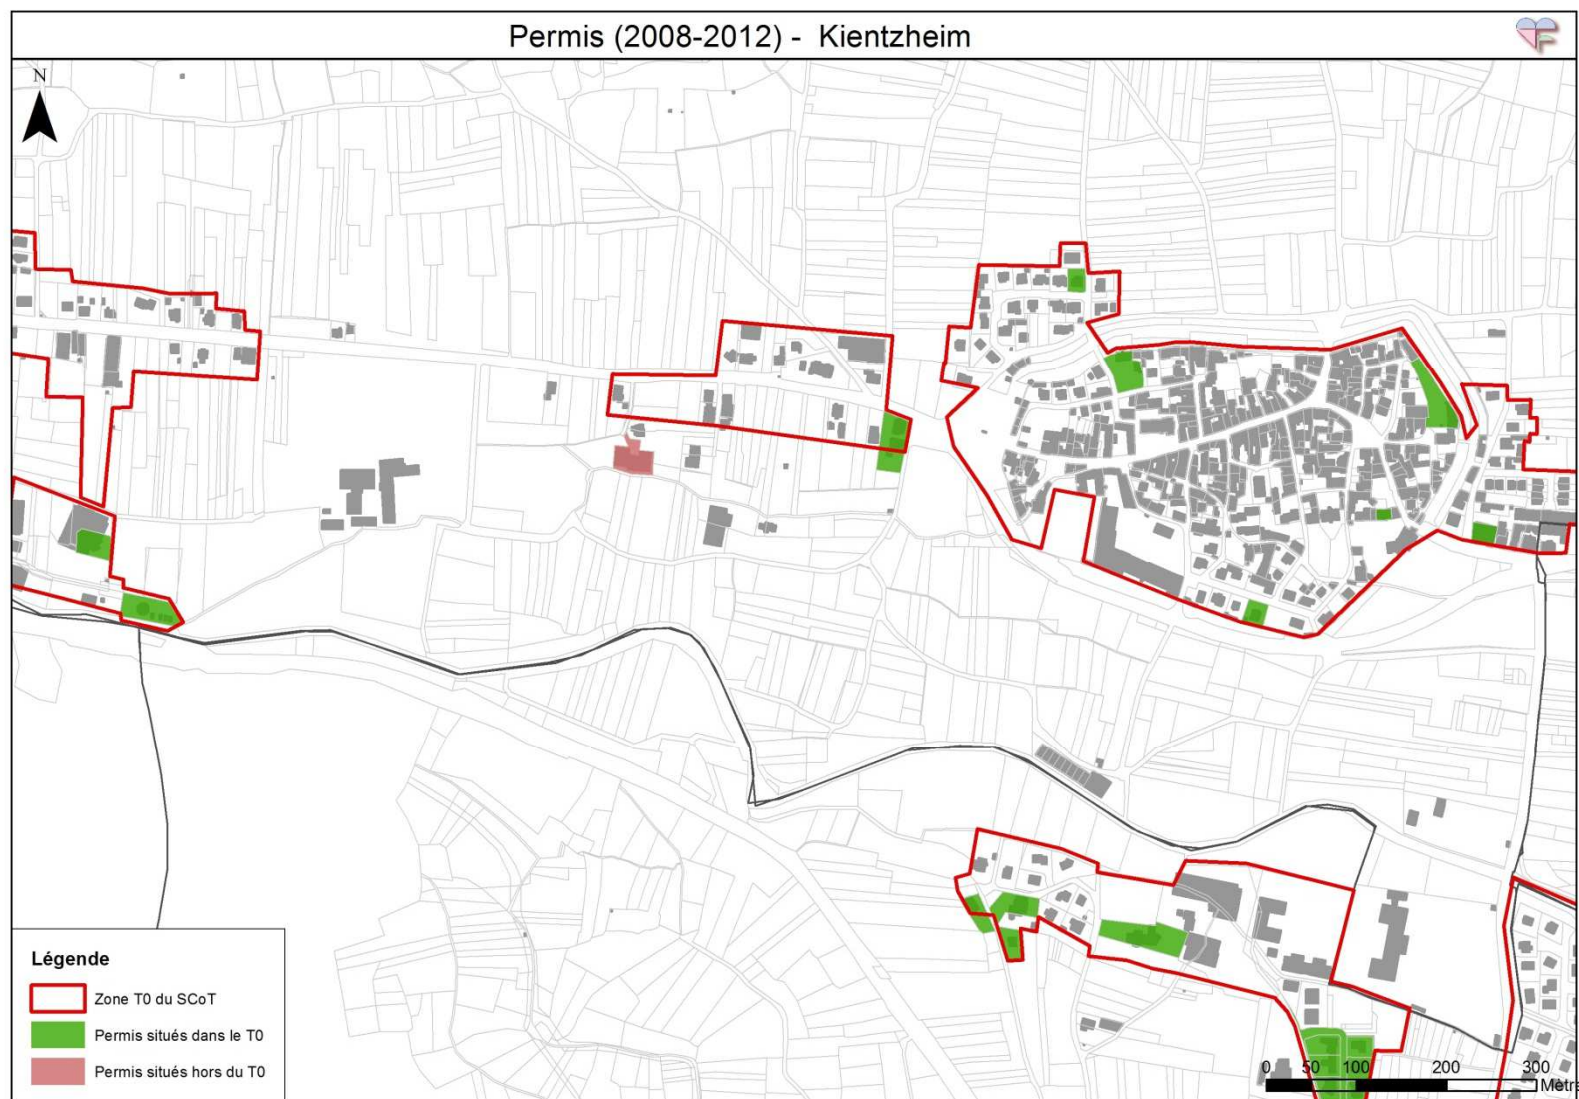 Permis (2008-2012) - Kientzheim
N
Légende
Zone T0 du SCoT
Permis situés dans le T0
Permis situés hors du T0
0 50 100 200 300
Mètre